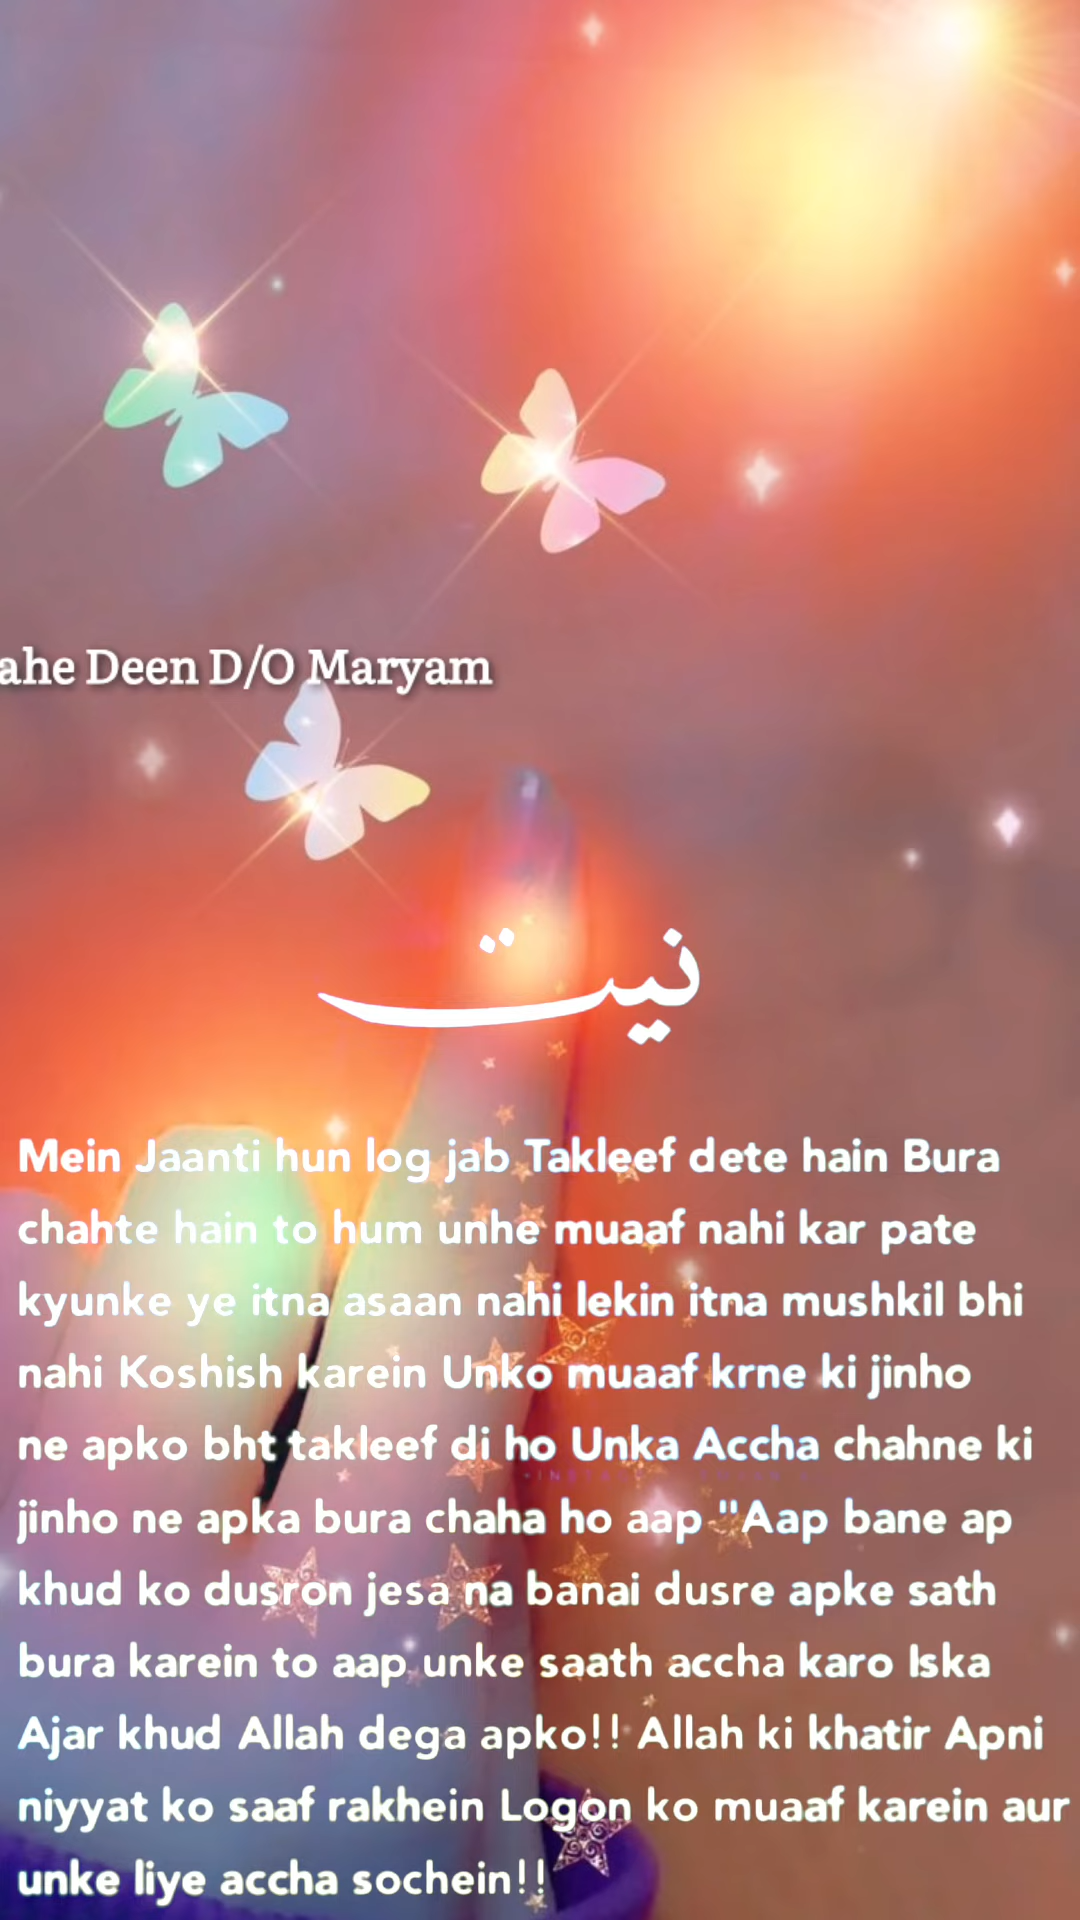 ahe Deen D/O Maryam
نیت
Mein Jaanti hun log jab Takleef dete hain Bura
chahte hain to hum unhe muaaf nahi kar pate
kyunke ye itna asaan nahi lekin itna mushkil bhi
nahi Koshish karein Unko muaaf krne ki jinho
ne apko bht takleef di ho Unka Accha chahne ki
jinho ne apka bura chaha ho aap "Aap bane ap
khud ko dusron jesa na banai dusre apke sath
bura karein to aap unke saath accha karo Iska
Ajar khud Allah dega apko!! Allah ki khatir Apni
niyyat ko saaf rakhein Logon ko muaaf karein aur
unke liye accha sochein!!